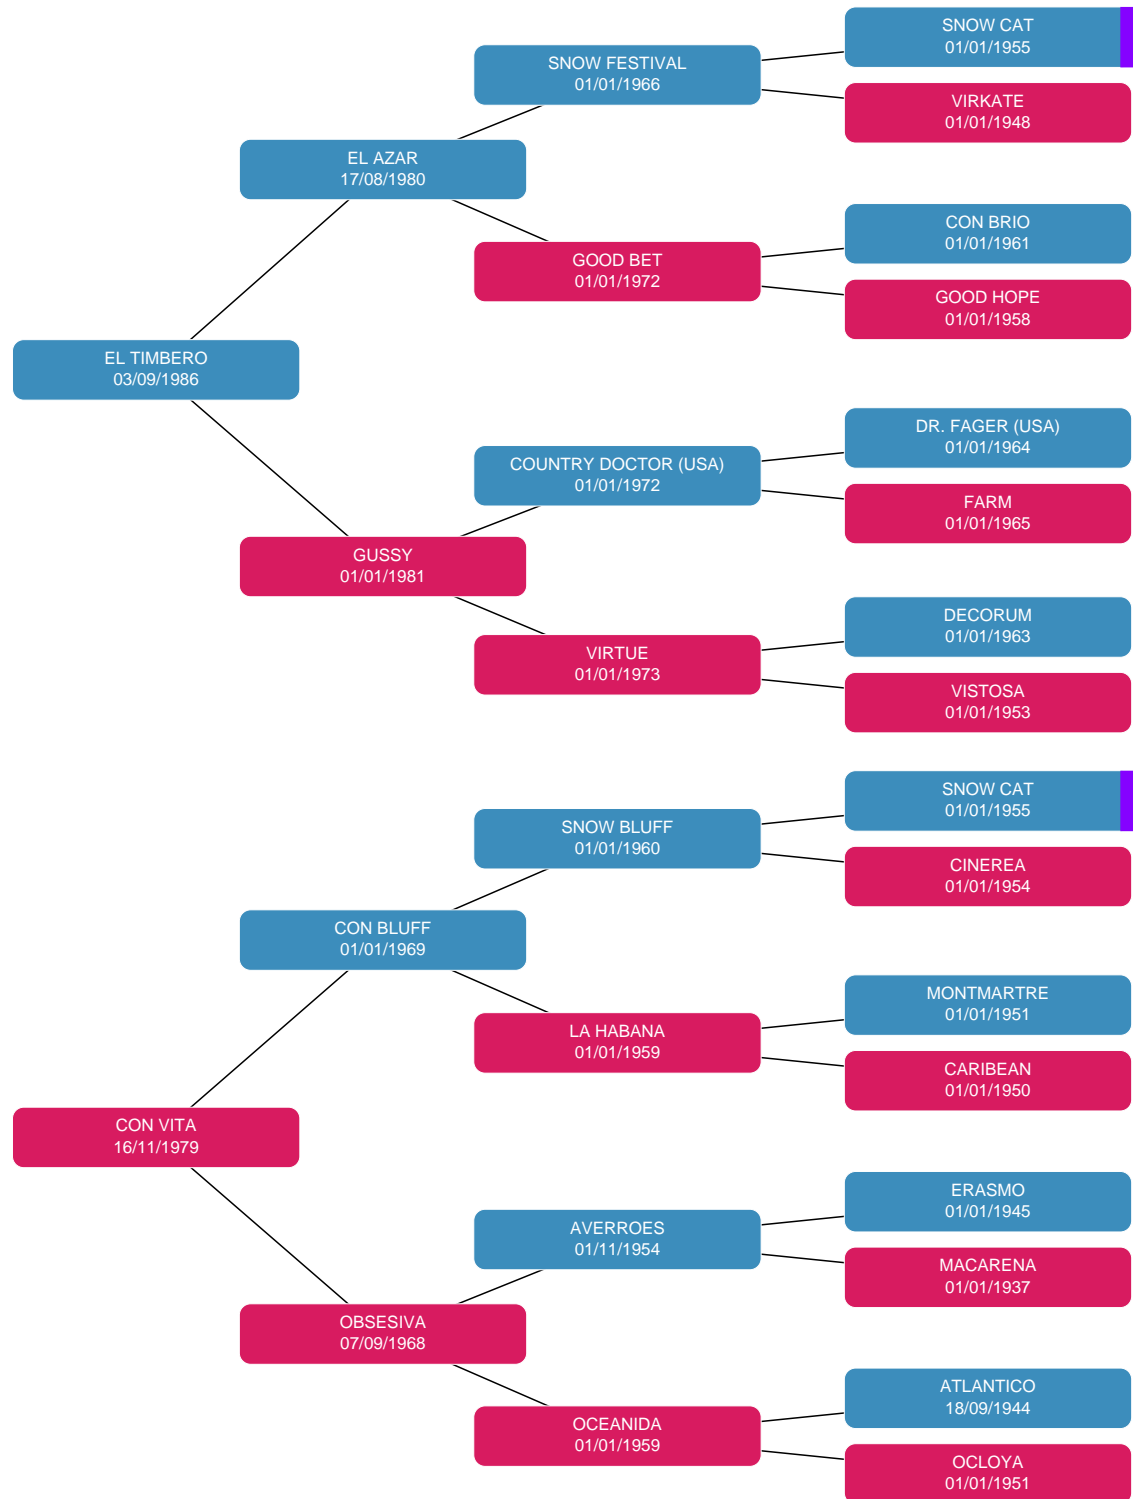 SNOW CAT
01/01/1955
SNOW FESTIVAL
01/01/1966
VIRKATE
01/01/1948
EL AZAR
17/08/1980
CON BRIO
01/01/1961
GOOD BET
01/01/1972
GOOD HOPE
01/01/1958
EL TIMBERO
03/09/1986
DR. FAGER (USA)
01/01/1964
COUNTRY DOCTOR (USA)
01/01/1972
FARM
01/01/1965
GUSSY
01/01/1981
DECORUM
01/01/1963
VIRTUE
01/01/1973
VISTOSA
01/01/1953
SNOW CAT
01/01/1955
SNOW BLUFF
01/01/1960
CINEREA
01/01/1954
CON BLUFF
01/01/1969
MONTMARTRE
01/01/1951
LA HABANA
01/01/1959
CARIBEAN
01/01/1950
CON VITA
16/11/1979
ERASMO
01/01/1945
AVERROES
01/11/1954
MACARENA
01/01/1937
OBSESIVA
07/09/1968
ATLANTICO
18/09/1944
OCEANIDA
01/01/1959
OCLOYA
01/01/1951